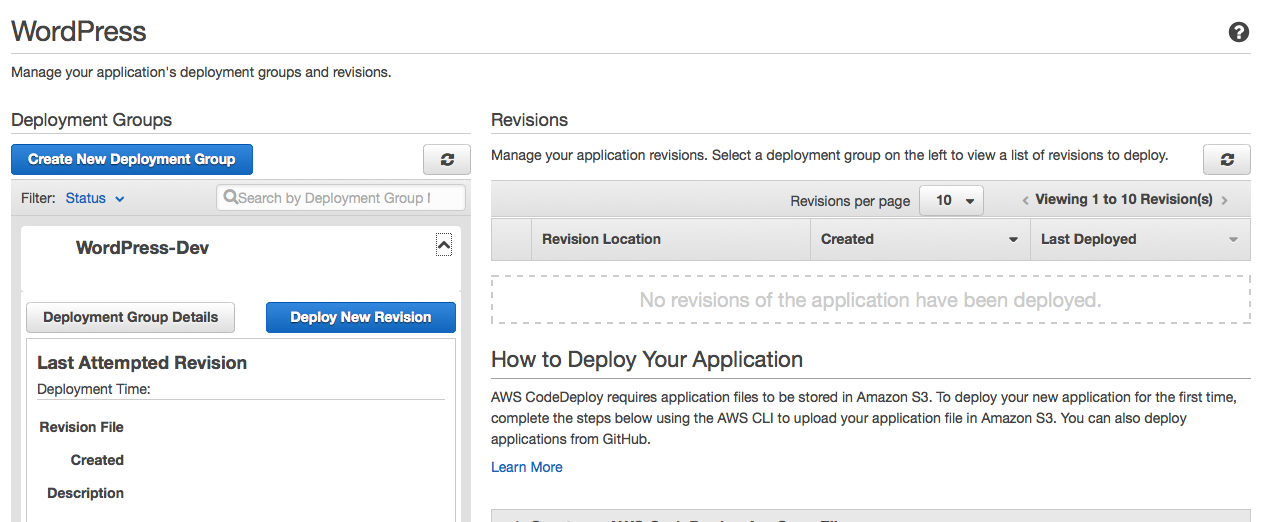 WordPress
Manage your application's deployment groups and revisions.
Deployment Groups
Create New Deployment Group
Filter: Status
Search by Deployment Group
WordPress-Dev
Deployment Group Details
Deploy New Revision
Last Attempted Revision
Deployment Time:
Revision File
Created
Description
Revisions
Manage your application revisions. Select a deployment group on the left to view a list of revisions to deploy.
Revisions per page 10 Viewing 1 to 10 Revision(s)
Revision Location Created Last Deployed
No revisions of the application have been deployed.
How to Deploy Your Application
AWS CodeDeploy requires application files to be stored in Amazon S3. To deploy your new application for the first time,
complete the steps below using the AWS CLI to upload your application file in Amazon S3. You can also deploy
applications from GitHub.
Learn More